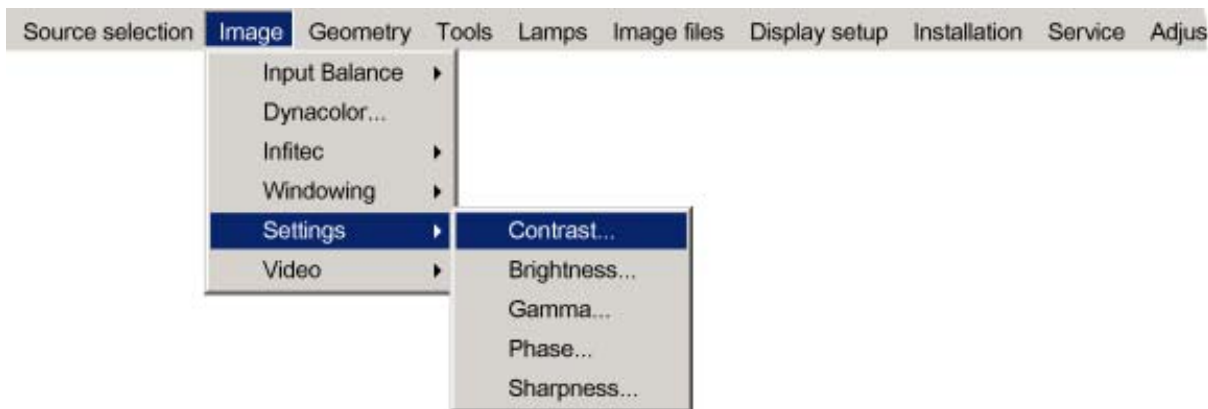 Source selection Image Geometry Tools Lamps Image files Display setup Installation Service Adjus
Input Balance
Dynacolor...
Infitec
Windowing
Settings
Video
Contrast...
Brightness...
Gamma...
Phase...
Sharpness...